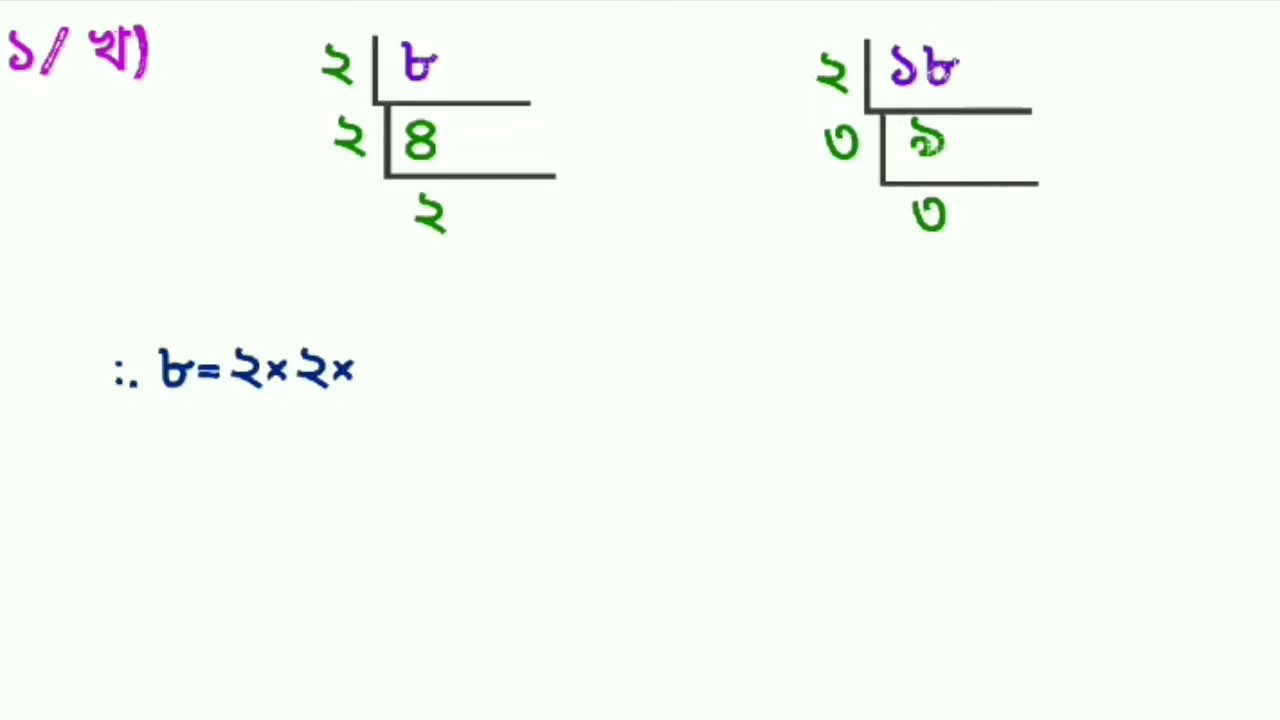 ১/ খ)
২ ৮ ২ ১৮
২ ৪ ৩ ৯
২ ৩
∴ ৮= ২× ২×